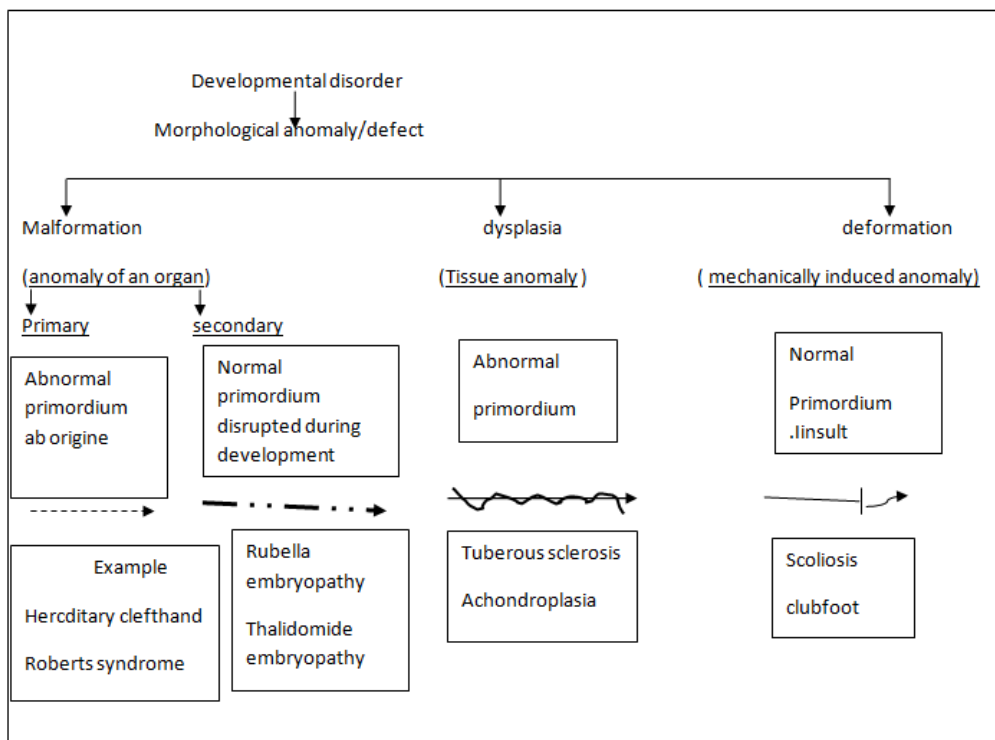 Developmental disorder
Morphological anomaly/defect
Malformation
dysplasia
deformation
(anomaly of an organ)
(Tissue anomaly )
( mechanically induced anomaly)
Primary
secondary
Abnormal
primordium
ab origine
Normal
primordium
disrupted during
development
Abnormal
primordium
Normal
Primordium
.Iinsult
Example
Hercditary clefthand
Roberts syndrome
Rubella
embryopathy
Thalidomide
embryopathy
Tuberous sclerosis
Achondroplasia
Scoliosis
clubfoot